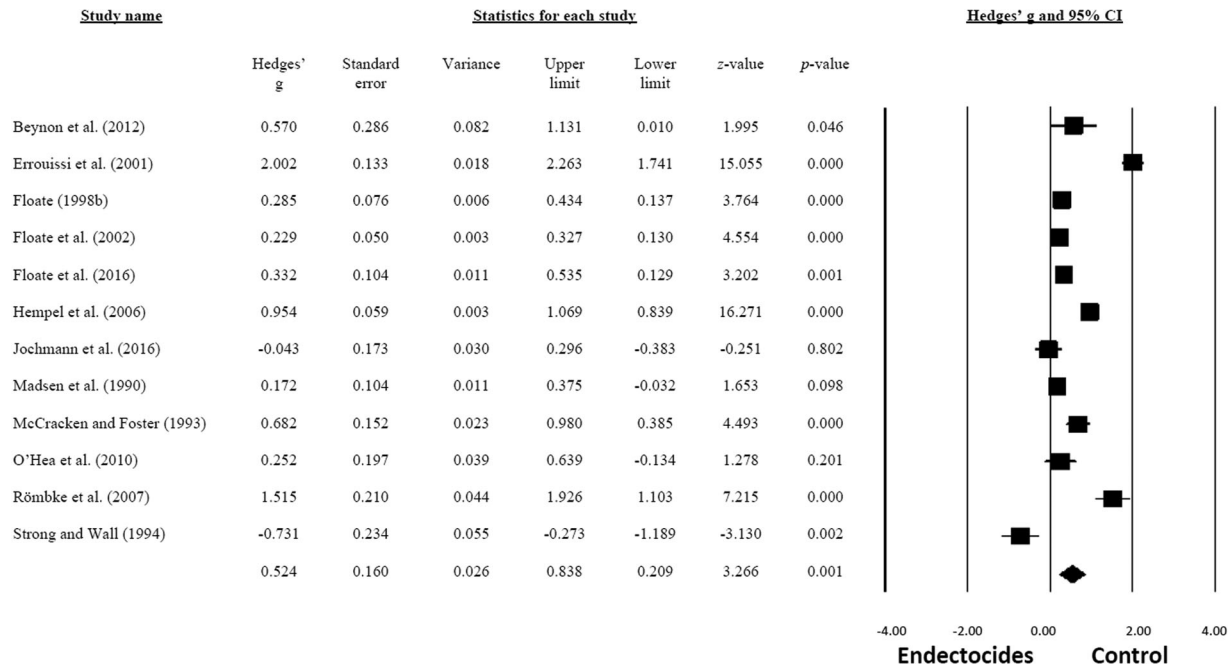 Study name Statistics for each study Hedges' g and 95% CI
Hedges' Standard Variance Upper Lower z-value p-value
g error limit limit
Beynon et al. (2012) 0.570 0.286 0.082 1.131 0.010 1.995 0.046
Errouissi et al. (2001) 2.002 0.133 0.018 2.263 1.741 15.055 0.000
Floate (1998b) 0.285 0.076 0.006 0.434 0.137 3.764 0.000
Floate et al. (2002) 0.229 0.050 0.003 0.327 0.130 4.554 0.000
Floate et al. (2016) 0.332 0.104 0.011 0.535 0.129 3.202 0.001
Hempel et al. (2006) 0.954 0.059 0.003 1.069 0.839 16.271 0.000
Jochmann et al. (2016) -0.043 0.173 0.030 0.296 -0.383 -0.251 0.802
Madsen et al. (1990) 0.172 0.104 0.011 0.375 -0.032 1.653 0.098
McCracken and Foster (1993) 0.682 0.152 0.023 0.980 0.385 4.493 0.000
O'Hea et al. (2010) 0.252 0.197 0.039 0.639 -0.134 1.278 0.201
Römbke et al. (2007) 1.515 0.210 0.044 1.926 1.103 7.215 0.000
Strong and Wall (1994) -0.731 0.234 0.055 -0.273 -1.189 -3.130 0.002
0.524 0.160 0.026 0.838 0.209 3.266 0.001
-4.00 -2.00 0.00 2.00 4.00
Endectocides Control